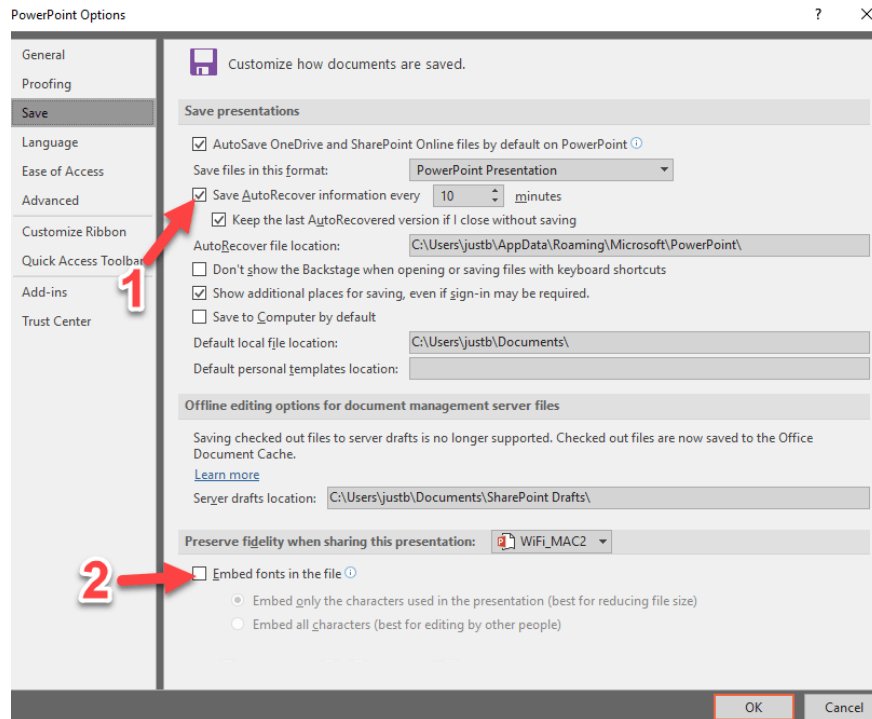 PowerPoint Options
?
General
Proofing
Save
Language
Ease of Access
Advanced
Customize Ribbon
Quick Access Toolbar
Add-ins
Trust Center
Customize how documents are saved.
Save presentations
AutoSave OneDrive and SharePoint Online files by default on PowerPoint
Save files in this format: PowerPoint Presentation
Save AutoRecover information every 10 minutes
Keep the last AutoRecovered version if I close without saving
AutoRecover file location: C:\Users\justb\AppData\Roaming\Microsoft\PowerPoint\
Don't show the Backstage when opening or saving files with keyboard shortcuts
Show additional places for saving, even if sign-in may be required.
Save to Computer by default
Default local file location: C:\Users\justb\Documents\
Default personal templates location:
Offline editing options for document management server files
Saving checked out files to server drafts is no longer supported. Checked out files are now saved to the Office
Document Cache.
Learn more
Server drafts location: C:\Users\justb\Documents\SharePoint Drafts\
Preserve fidelity when sharing this presentation: WiFi_MAC2
Embed fonts in the file
Embed only the characters used in the presentation (best for reducing file size)
Embed all characters (best for editing by other people)
1
2
OK Cancel